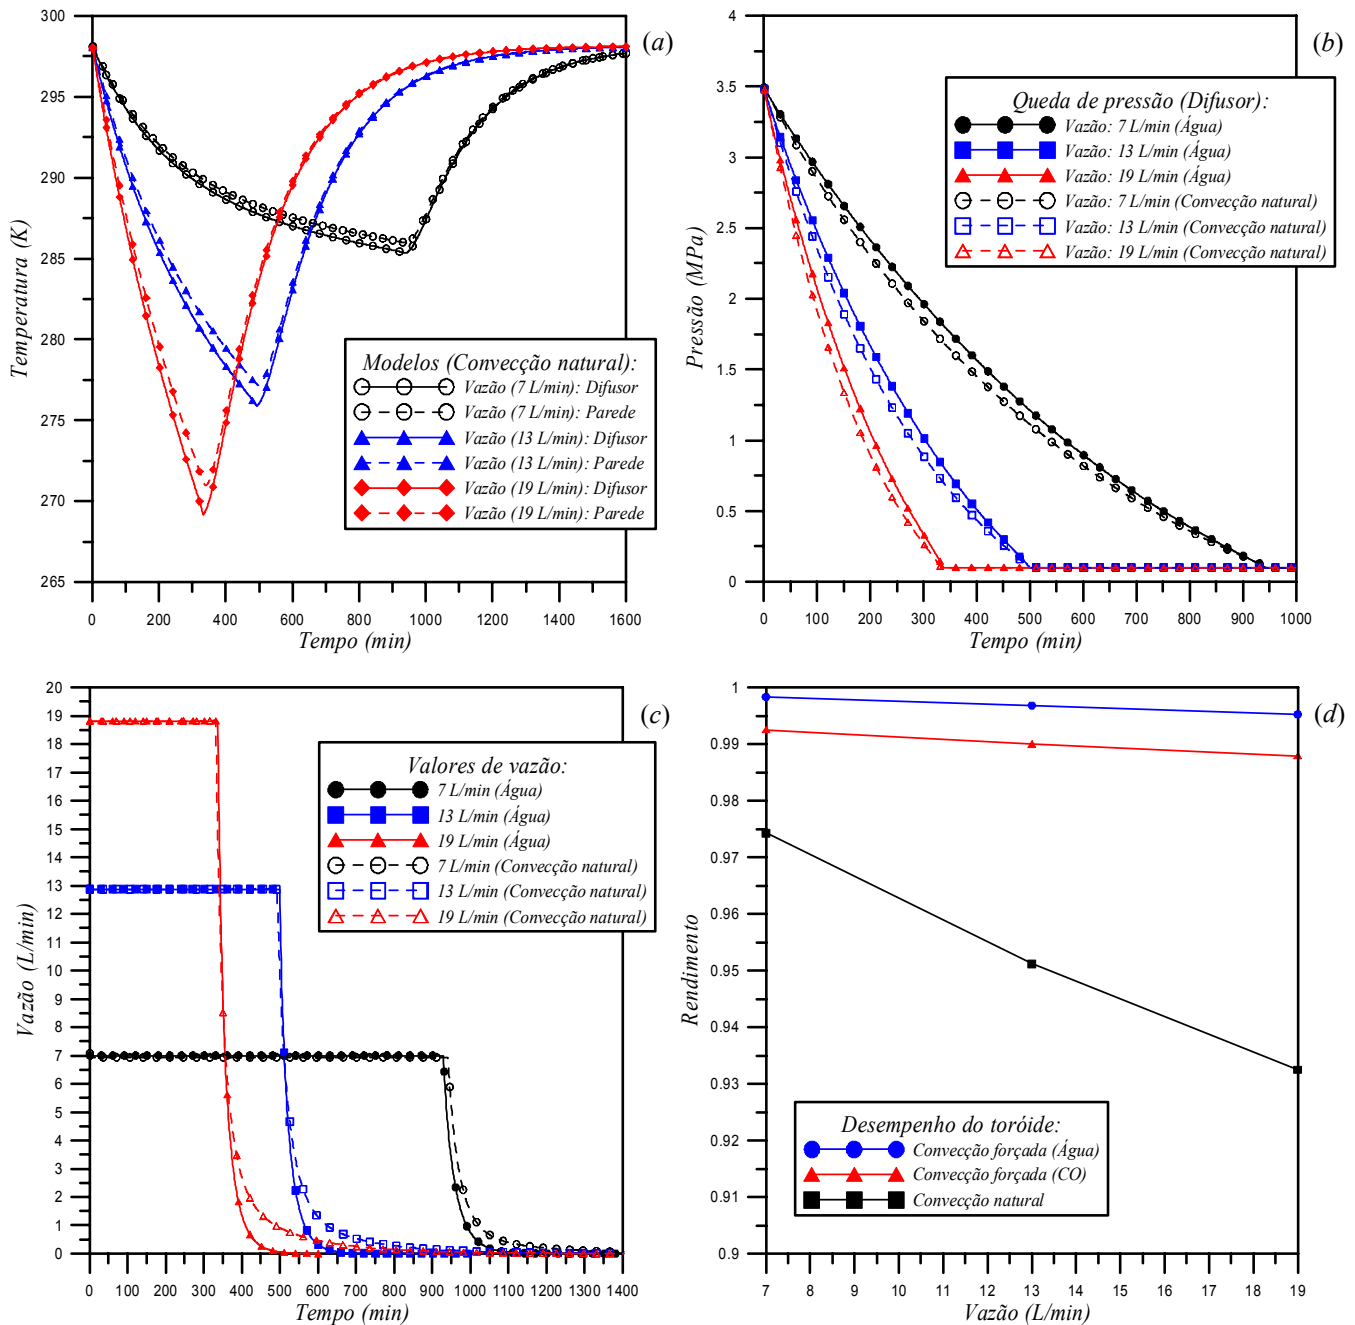 300
295
290
285
280
275
270
265
Temperatura (K)
0
200
400
600
800
1000
1200
1400
1600
Tempo (min)
(a)
Modelos (Convecção natural):
Vazão (7 L/min): Difusor
Vazão (7 L/min): Parede
Vazão (13 L/min): Difusor
Vazão (13 L/min): Parede
Vazão (19 L/min): Difusor
Vazão (19 L/min): Parede
4
3.5
3
2.5
2
1.5
1
0.5
0
Pressão (MPa)
0
100
200
300
400
500
600
700
800
900
1000
Tempo (min)
(b)
Queda de pressão (Difusor):
Vazão: 7 L/min (Água)
Vazão: 13 L/min (Água)
Vazão: 19 L/min (Água)
Vazão: 7 L/min (Convecção natural)
Vazão: 13 L/min (Convecção natural)
Vazão: 19 L/min (Convecção natural)
20
19
18
17
16
15
14
13
12
11
10
9
8
7
6
5
4
3
2
1
0
Vazão (L/min)
0
100
200
300
400
500
600
700
800
900
1000
1100
1200
1300
1400
Tempo (min)
(c)
Valores de vazão:
7 L/min (Água)
13 L/min (Água)
19 L/min (Água)
7 L/min (Convecção natural)
13 L/min (Convecção natural)
19 L/min (Convecção natural)
1
0.99
0.98
0.97
0.96
0.95
0.94
0.93
0.92
0.91
0.9
Rendimento
7
8
9
10
11
12
13
14
15
16
17
18
19
Vazão (L/min)
(d)
Desempenho do toróide:
Convecção forçada (Água)
Convecção forçada (CO)
Convecção natural